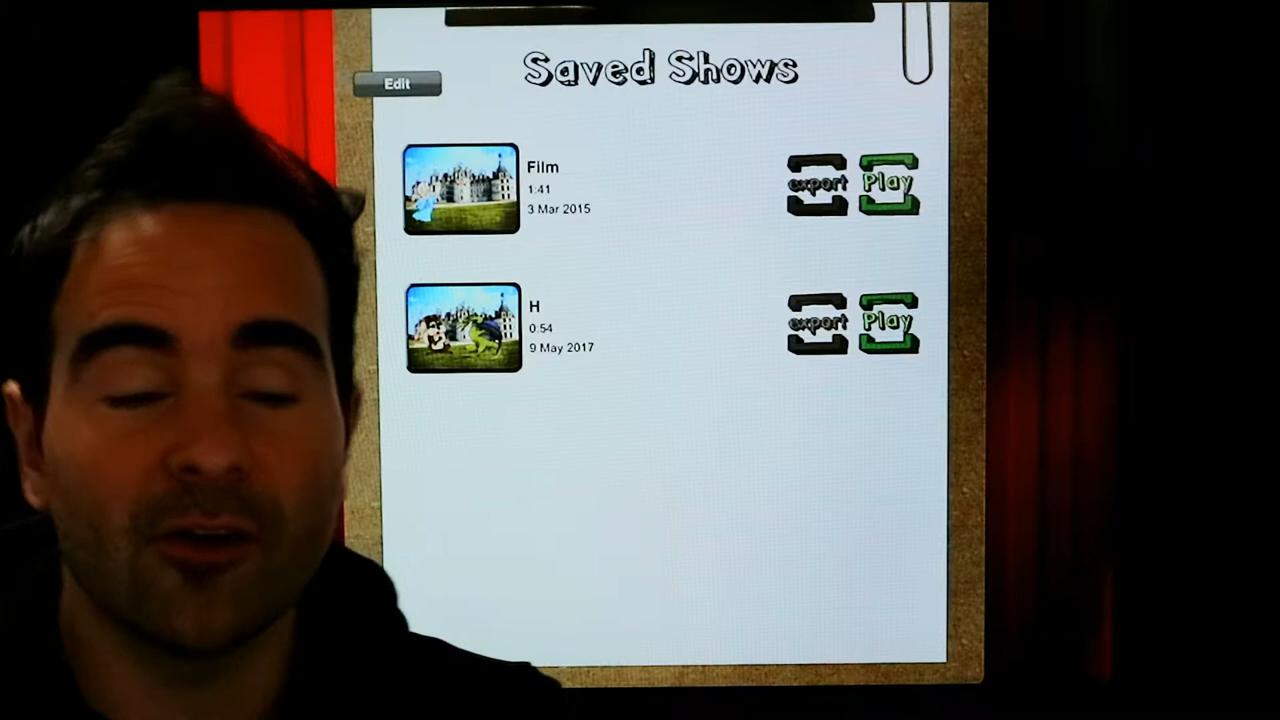 Saved Shows
Edit
Film
1:41
3 Mar 2015
export Play
H
0:54
9 May 2017
export Play